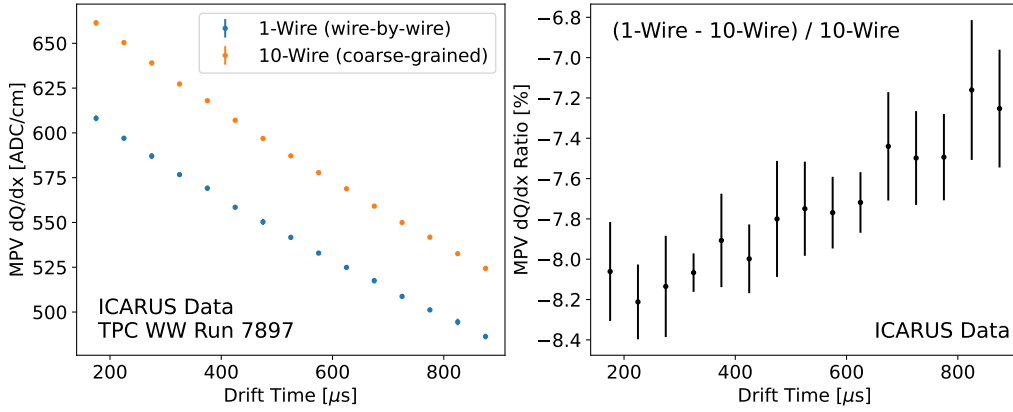 MPV dQ/dx [ADC/cm]
650
625
600
575
550
525
500
1-Wire (wire-by-wire)
10-Wire (coarse-grained)
ICARUS Data
TPC WW Run 7897
200 400 600 800
Drift Time [μs]
MPV dQ/dx Ratio [%]
−6.8
−7.0
−7.2
−7.4
−7.6
−7.8
−8.0
−8.2
−8.4
(1-Wire - 10-Wire) / 10-Wire
ICARUS Data
200 400 600 800
Drift Time [μs]